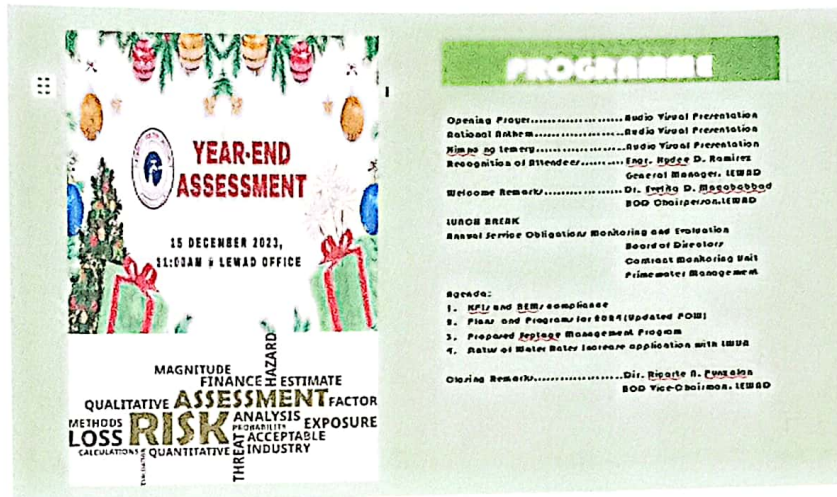 YEAR-END
ASSESSMENT
15 DECEMBER 2023,
11:00AM @ LEWAD OFFICE
HAZARD
MAGNITUDE
FINANCE ESTIMATE
QUALITATIVE ASSESSMENT FACTOR
METHODS RISK ANALYSIS EXPOSURE
PROBABILITY
LOSS THREAT ACCEPTABLE
CALCULATIONS QUANTITATIVE INDUSTRY
PROGRAMME
Opening Prayer.....................Audio Visual Presentation
National Anthem.....................Audio Visual Presentation
Himno ng Lemery.....................Audio Visual Presentation
Recognition of Attendees..........Engr. Nydee D. Ramirez
General Manager, LEWAD
Welcome Remarks...................Dr. Evelina D. Magbabbad
BOD Chairperson, LEWAD
LUNCH BREAK
Annual Service Obligations Monitoring and Evaluation
Board of Directors
Contract Monitoring Unit
Primewater Management
Agenda:
1. KPIs and BEMs compliance
2. Plans and Programs for 2024 (Updated POW)
3. Proposed Septage Management Program
4. Status of Water Rates Increase application with LWUA
Closing Remarks.....................Dir. Ricarte A. Punzalan
BOD Vice-Chairman, LEWAD